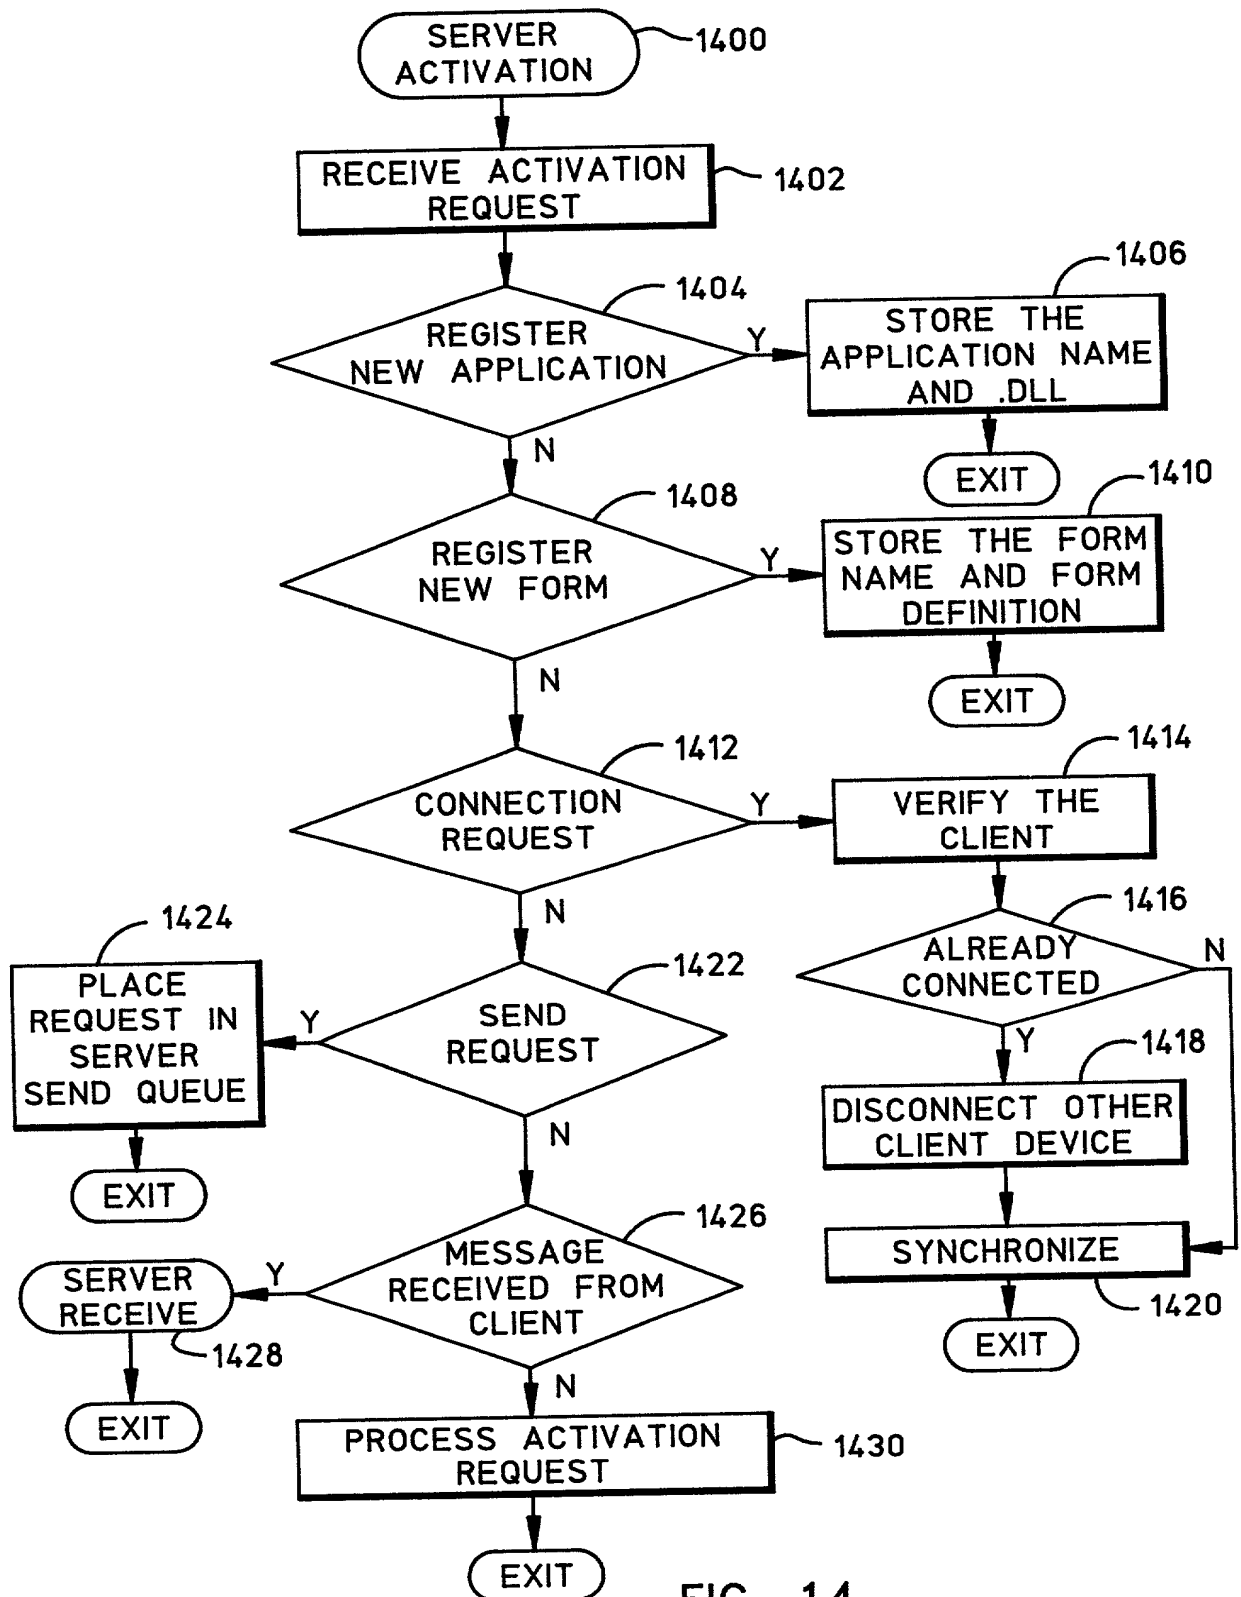 SERVER
ACTIVATION
1400
RECEIVE ACTIVATION
REQUEST
1402
1404
REGISTER
NEW APPLICATION
Y
N
1406
STORE THE
APPLICATION NAME
AND .DLL
EXIT
1408
REGISTER
NEW FORM
Y
N
1410
STORE THE FORM
NAME AND FORM
DEFINITION
EXIT
1412
CONNECTION
REQUEST
Y
N
1414
VERIFY THE
CLIENT
1416
ALREADY
CONNECTED
N
Y
1418
DISCONNECT OTHER
CLIENT DEVICE
SYNCHRONIZE
1420
EXIT
1422
SEND
REQUEST
Y
N
1424
PLACE
REQUEST IN
SERVER
SEND QUEUE
EXIT
1426
MESSAGE
RECEIVED FROM
CLIENT
Y
N
SERVER
RECEIVE
1428
EXIT
PROCESS ACTIVATION
REQUEST
1430
EXIT
FIG. 14